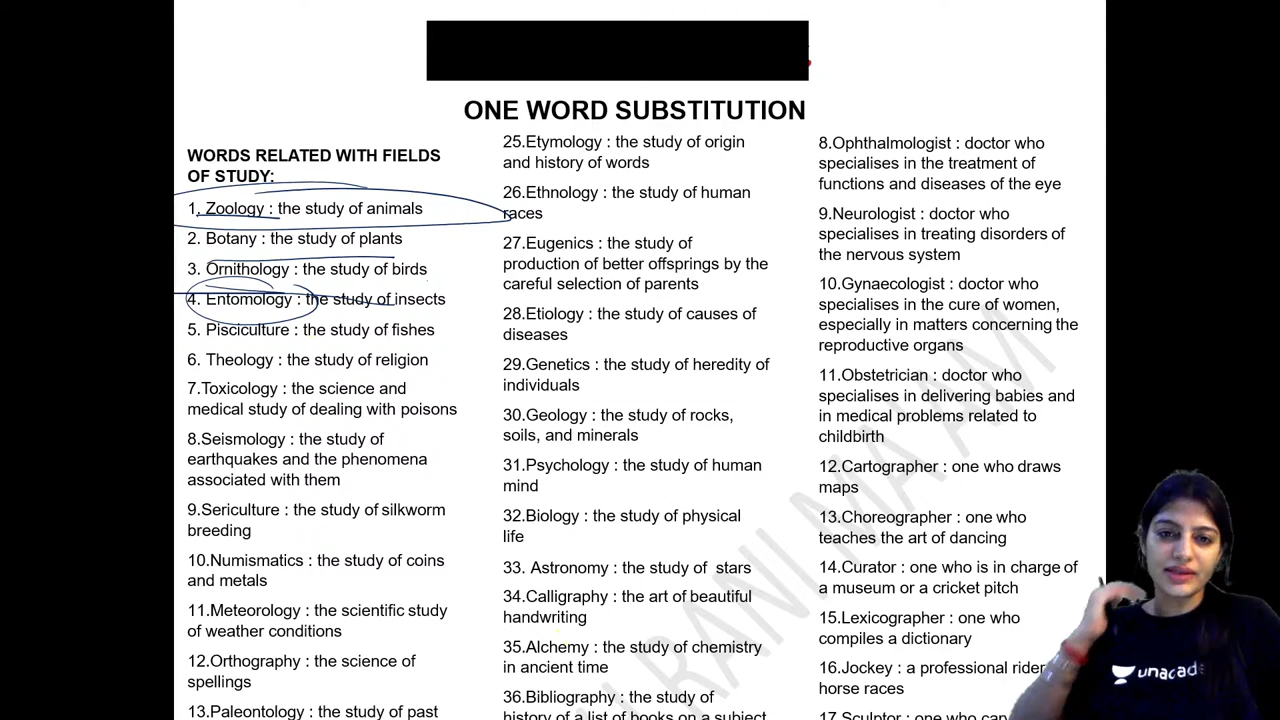 ONE WORD SUBSTITUTION
WORDS RELATED WITH FIELDS
OF STUDY:
1. Zoology : the study of animals
2. Botany : the study of plants
3. Ornithology : the study of birds
4. Entomology : the study of insects
5. Pisciculture : the study of fishes
6. Theology : the study of religion
7.Toxicology : the science and
medical study of dealing with poisons
8.Seismology : the study of
earthquakes and the phenomena
associated with them
9.Sericulture : the study of silkworm
breeding
10.Numismatics : the study of coins
and metals
11.Meteorology : the scientific study
of weather conditions
12.Orthography : the science of
spellings
13.Paleontology : the study of past
25.Etymology : the study of origin
and history of words
26.Ethnology : the study of human
races
27.Eugenics : the study of
production of better offsprings by the
careful selection of parents
28.Etiology : the study of causes of
diseases
29.Genetics : the study of heredity of
individuals
30.Geology : the study of rocks,
soils, and minerals
31.Psychology : the study of human
mind
32.Biology : the study of physical
life
33. Astronomy : the study of stars
34.Calligraphy : the art of beautiful
handwriting
35.Alchemy : the study of chemistry
in ancient time
36.Bibliography : the study of
history of a list of books on a subject
8.Ophthalmologist : doctor who
specialises in the treatment of
functions and diseases of the eye
9.Neurologist : doctor who
specialises in treating disorders of
the nervous system
10.Gynaecologist : doctor who
specialises in the cure of women,
especially in matters concerning the
reproductive organs
11.Obstetrician : doctor who
specialises in delivering babies and
in medical problems related to
childbirth
12.Cartographer : one who draws
maps
13.Choreographer : one who
teaches the art of dancing
14.Curator : one who is in charge of
a museum or a cricket pitch
15.Lexicographer : one who
compiles a dictionary
16.Jockey : a professional rider
horse races
17.Sculptor : one who
RANI MA AM